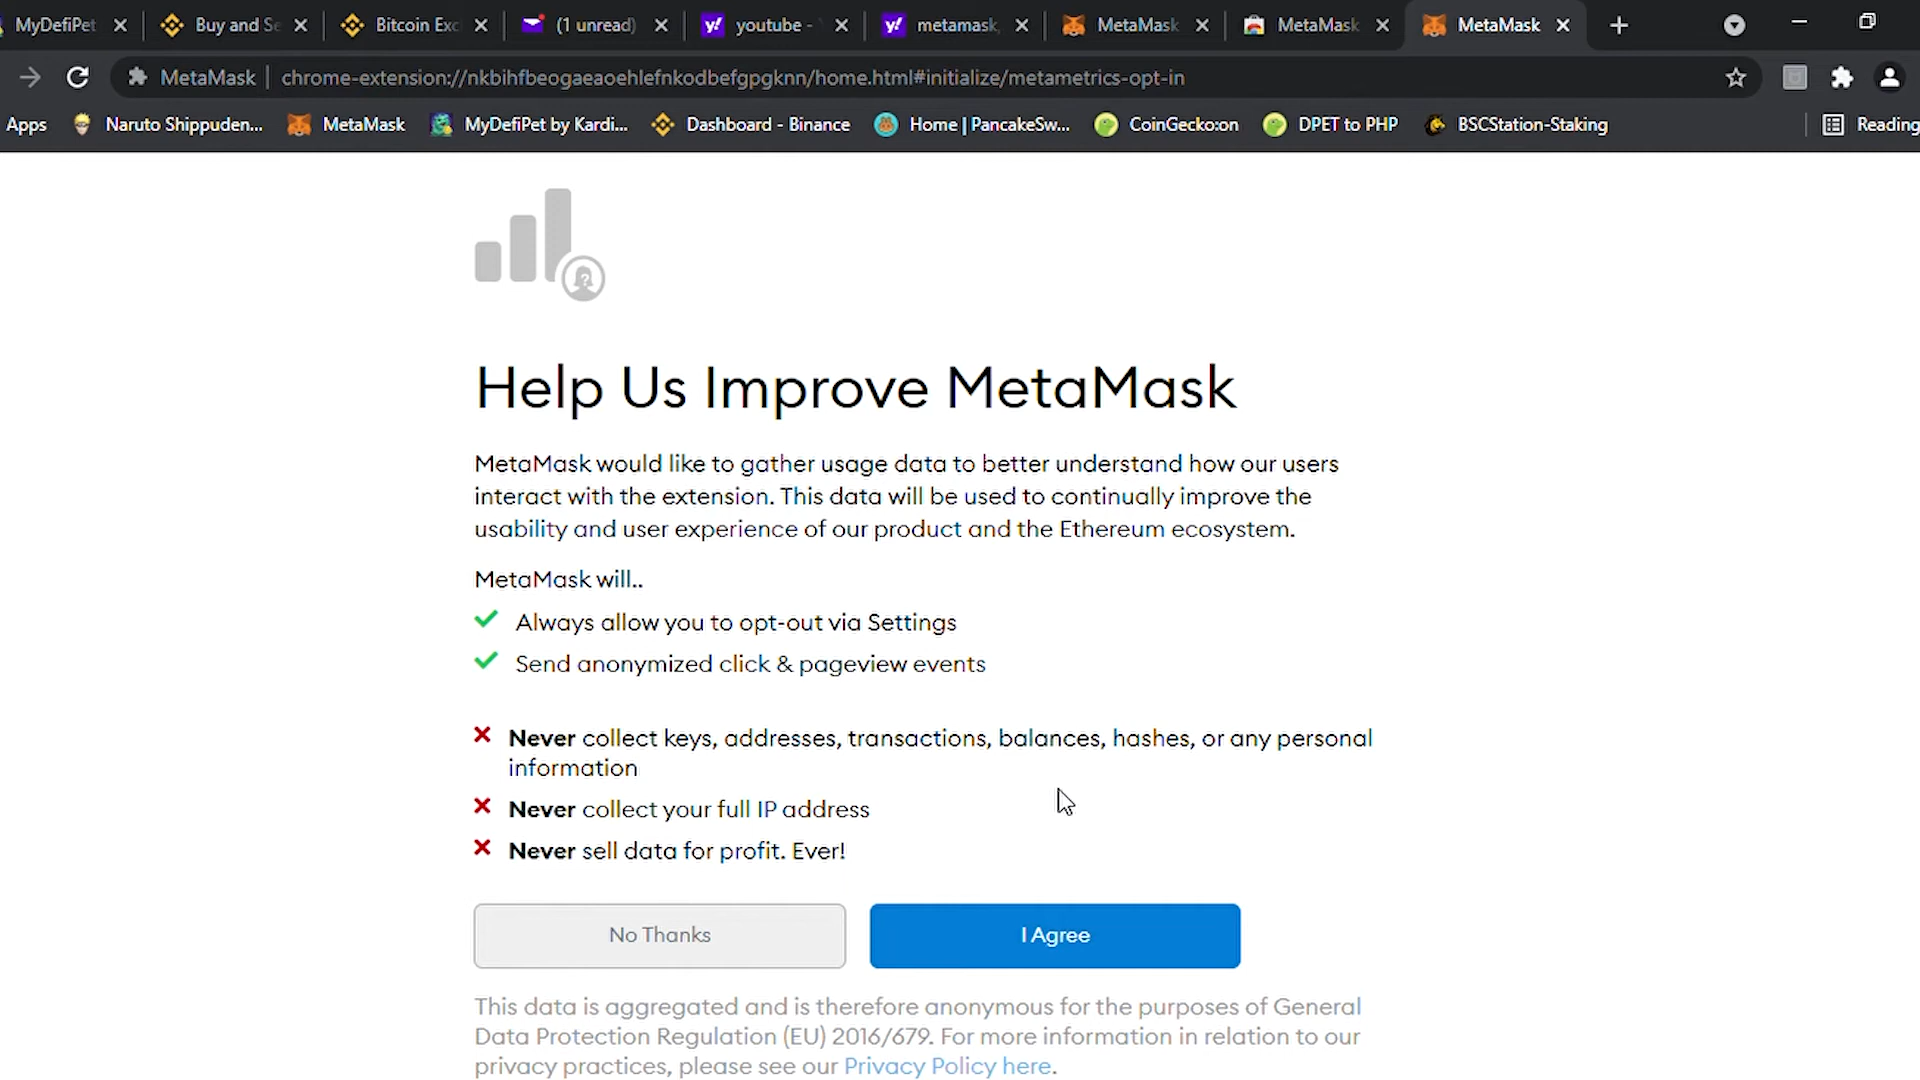 MyDefiPet
Buy and Se
Bitcoin Exc
(1 unread)
youtube -
metamask,
MetaMask
MetaMask
MetaMask
MetaMask | chrome-extension://nkbihfbeogaeaoehlefnkodbefgpgknn/home.html#initialize/metametrics-opt-in
Apps Naruto Shippuden... MetaMask MyDefiPet by Kardi... Dashboard - Binance Home | PancakeSw... CoinGecko:on DPET to PHP BSCStation-Staking Reading
Help Us Improve MetaMask
MetaMask would like to gather usage data to better understand how our users
interact with the extension. This data will be used to continually improve the
usability and user experience of our product and the Ethereum ecosystem.
MetaMask will..
Always allow you to opt-out via Settings
Send anonymized click & pageview events
Never collect keys, addresses, transactions, balances, hashes, or any personal
information
Never collect your full IP address
Never sell data for profit. Ever!
No Thanks
I Agree
This data is aggregated and is therefore anonymous for the purposes of General
Data Protection Regulation (EU) 2016/679. For more information in relation to our
privacy practices, please see our Privacy Policy here.